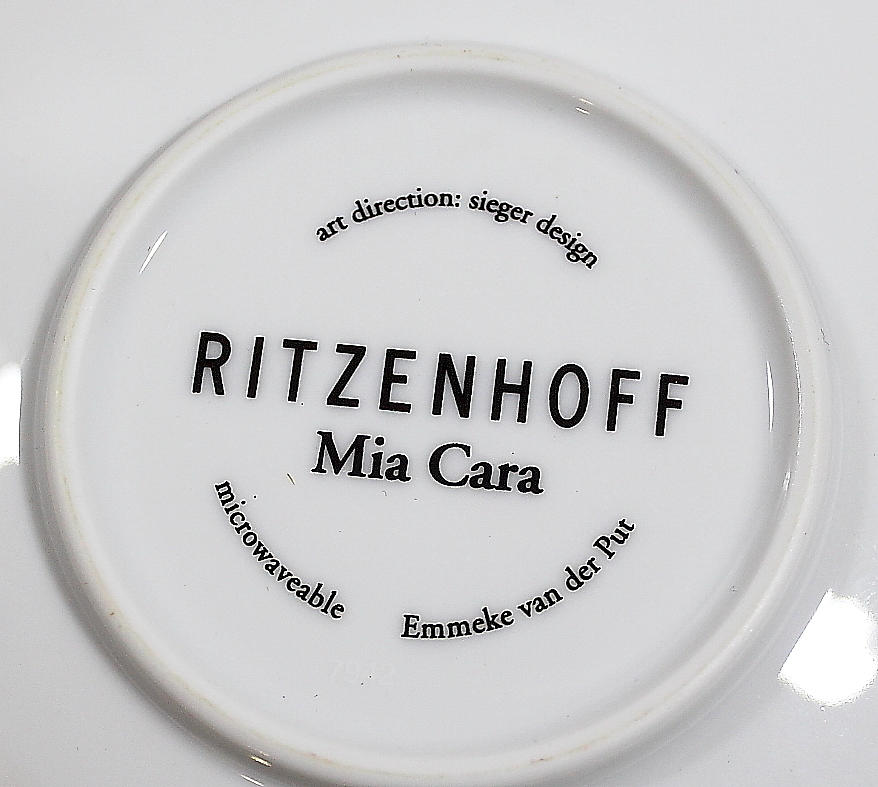 art direction: sieger design
RITZENHOFF
Mia Cara
microwaveable
Emmeke van der Put